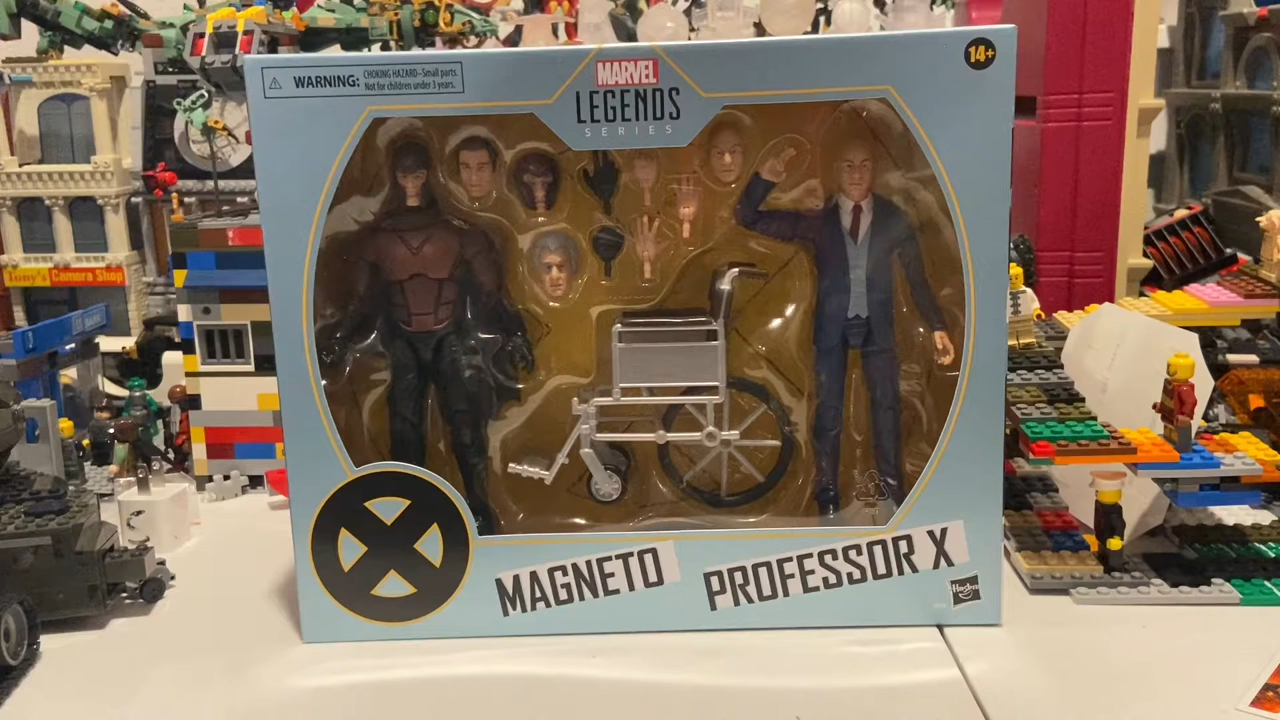 WARNING: CHOKING HAZARD–Small parts.
Not for children under 3 years.
MARVEL
LEGENDS
SERIES
14+
Tony's Camera Shop
BANK
MAGNETO
PROFESSOR X
Hasbro